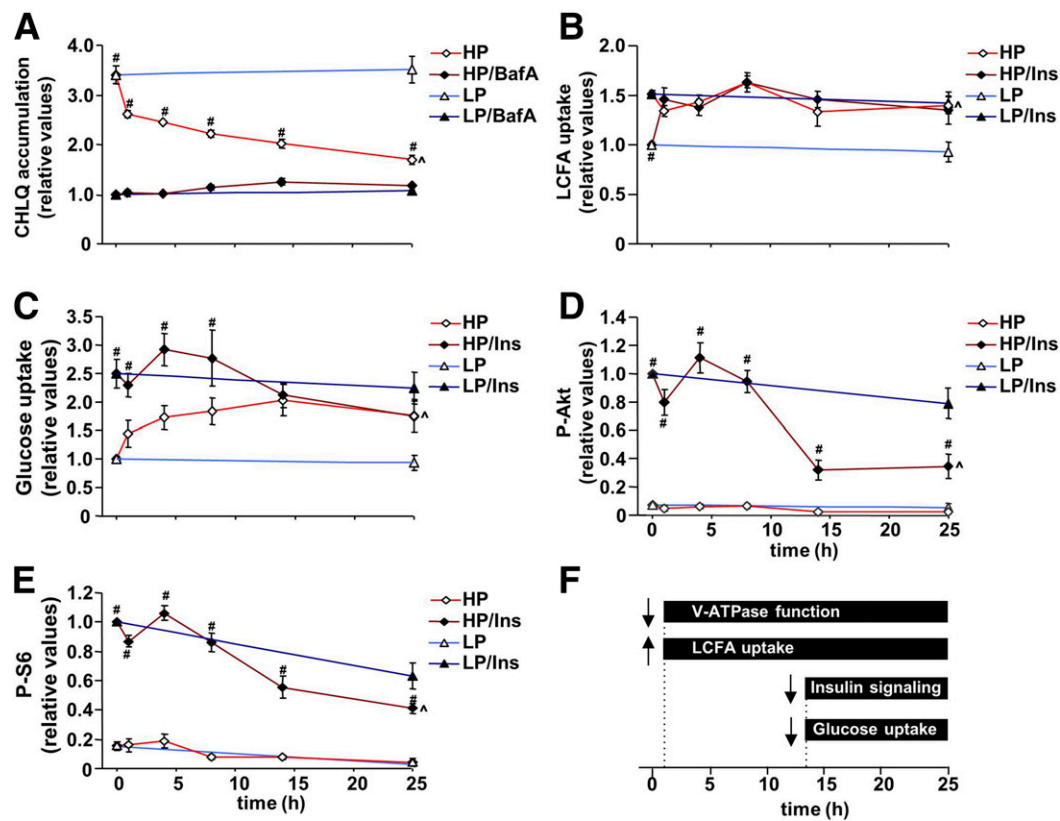 A
CHLQ accumulation
(relative values)
4.0
3.0
2.0
1.0
0
0
5
10
15
20
25
#
#
#
#
#
#
^
HP
HP/BafA
LP
LP/BafA
B
LCFA uptake
(relative values)
2.0
1.5
1.0
0.5
0
#
^
HP
HP/Ins
LP
LP/Ins
C
Glucose uptake
(relative values)
3.5
3.0
2.5
2.0
1.5
1.0
0.5
0
#
#
#
#
^
HP
HP/Ins
LP
LP/Ins
D
P-Akt
(relative values)
1.4
1.2
1.0
0.8
0.6
0.4
0.2
0
#
#
#
#
#
#
^
HP
HP/Ins
LP
LP/Ins
0
5
10
15
20
25
time (h)
E
P-S6
(relative values)
1.2
1.0
0.8
0.6
0.4
0.2
0
#
#
#
#
#
#
^
HP
HP/Ins
LP
LP/Ins
0
5
10
15
20
25
time (h)
F
V-ATPase function
LCFA uptake
Insulin signaling
Glucose uptake
0
5
10
15
20
25
time (h)